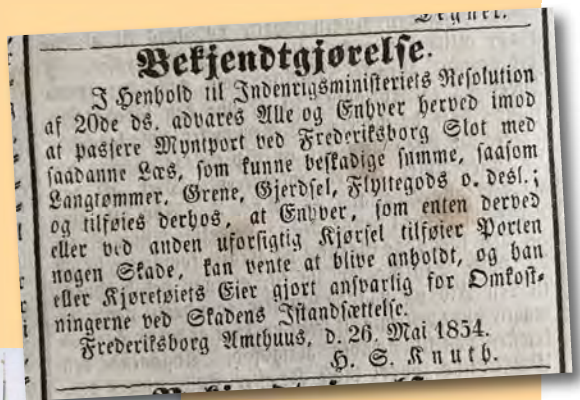 Degner.
Bekjendtgjørelse.
I Henhold til Indenrigsministeriets Resolution
af 20de ds. advares Alle og Enhver herved imod
at passere Myntport ved Frederiksborg Slot med
saadanne Læs, som kunne beskadige samme, saasom
Langtømmer, Grene, Gjerdsel, Flyttegods o. desl.;
og tilføies derhos, at Enhver, som enten derved
eller ved anden uforsigtig Kjørsel tilføier Porten
nogen Skade, kan vente at blive anholdt, og han
eller Kjøretøiets Eier gjort ansvarlig for Omkost-
ningerne ved Skadens Istandsættelse.
Frederiksborg Amthuus, d. 26. Mai 1854.
H. S. Knuth.